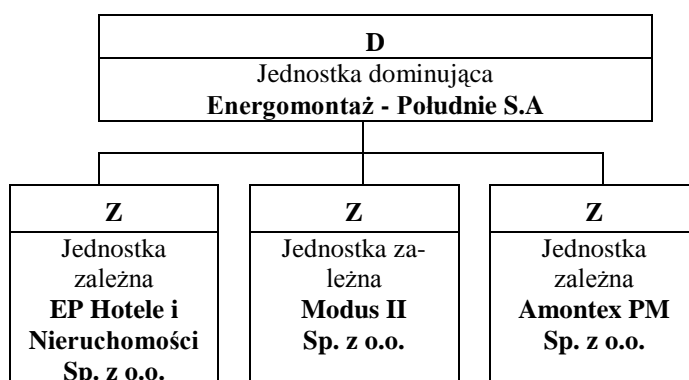 D
Jednostka dominująca
Energomontaż - Południe S.A
Z
Jednostka
zależna
EP Hotele i
Nieruchomości
Sp. z o.o.
Z
Jednostka za-
leżna
Modus II
Sp. z o.o.
Z
Jednostka
zależna
Amontex PM
Sp. z o.o.